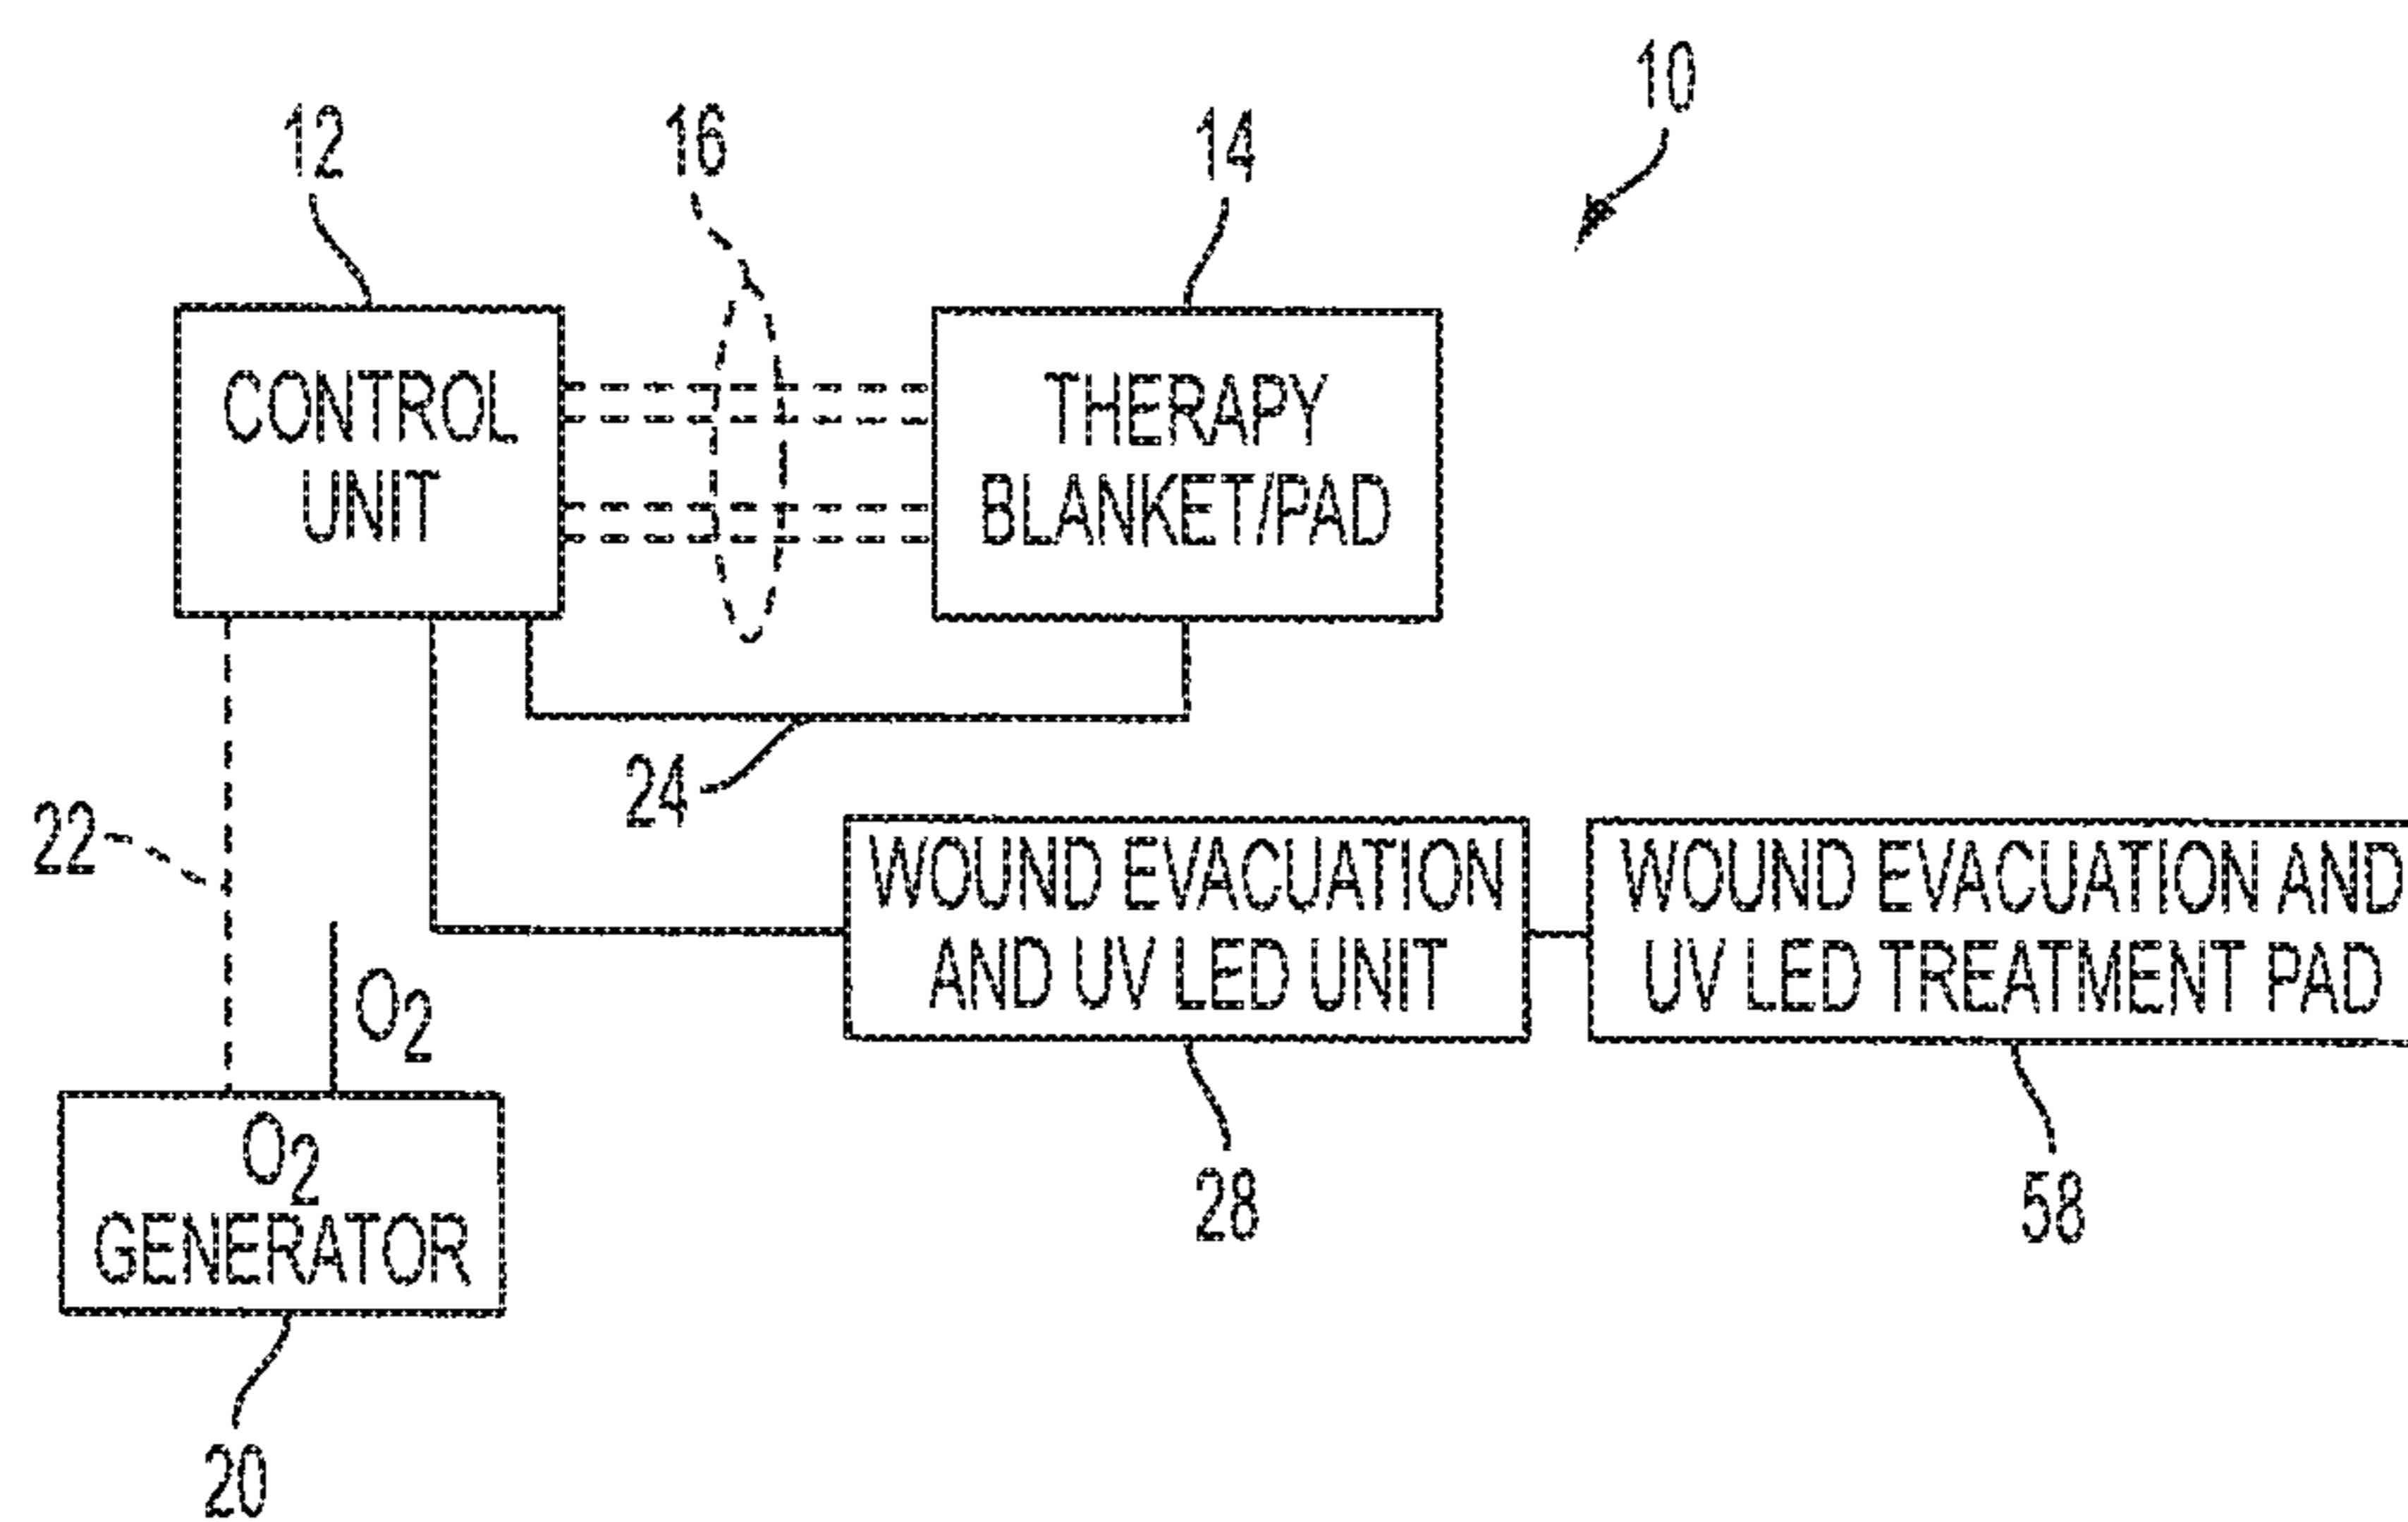 10
12
16
14
CONTROL
UNIT
THERAPY
BLANKET/PAD
24
22
WOUND EVACUATION
AND UV LED UNIT
WOUND EVACUATION AND
UV LED TREATMENT PAD
O2
O2
GENERATOR
28
58
20